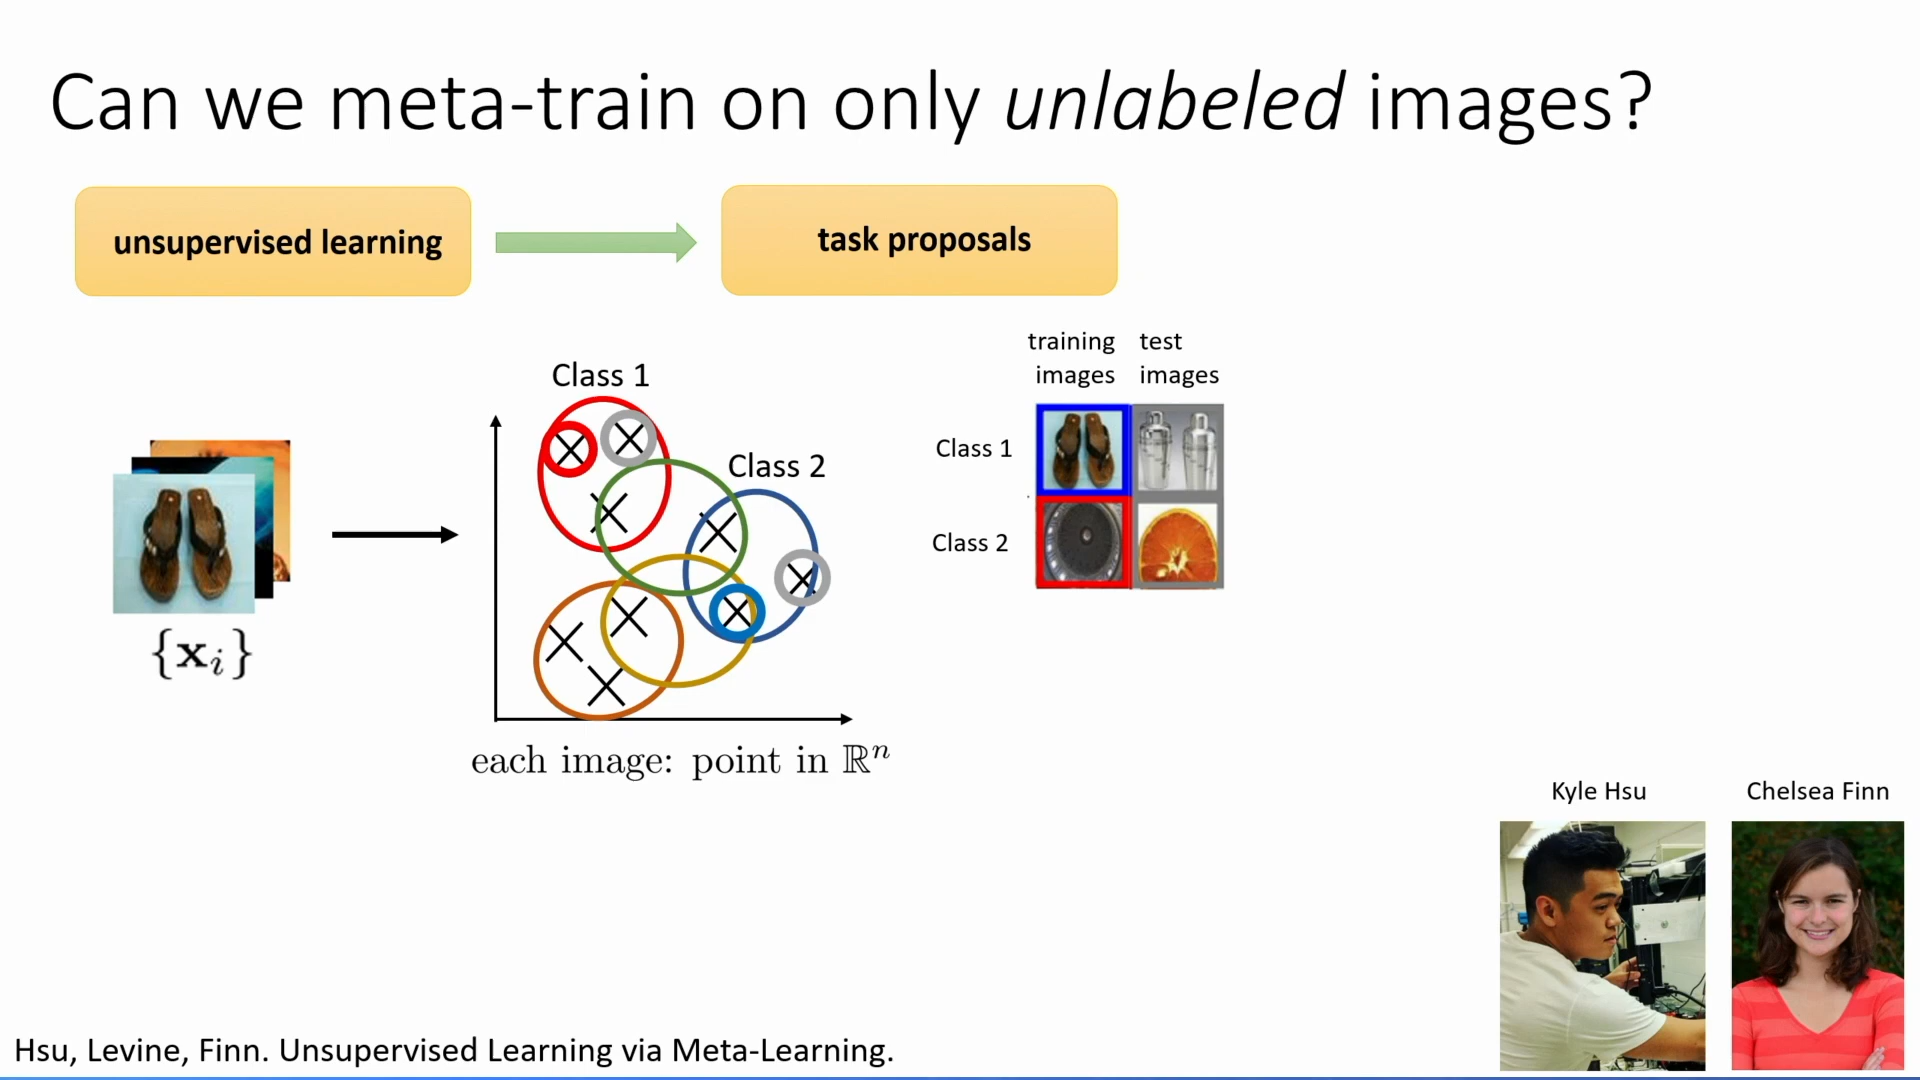 Can we meta-train on only unlabeled images?
unsupervised learning
task proposals
training images
test images
Class 1
Class 2
Class 1
Class 2
{x_i}
each image: point in ℝⁿ
Kyle Hsu
Chelsea Finn
Hsu, Levine, Finn. Unsupervised Learning via Meta-Learning.